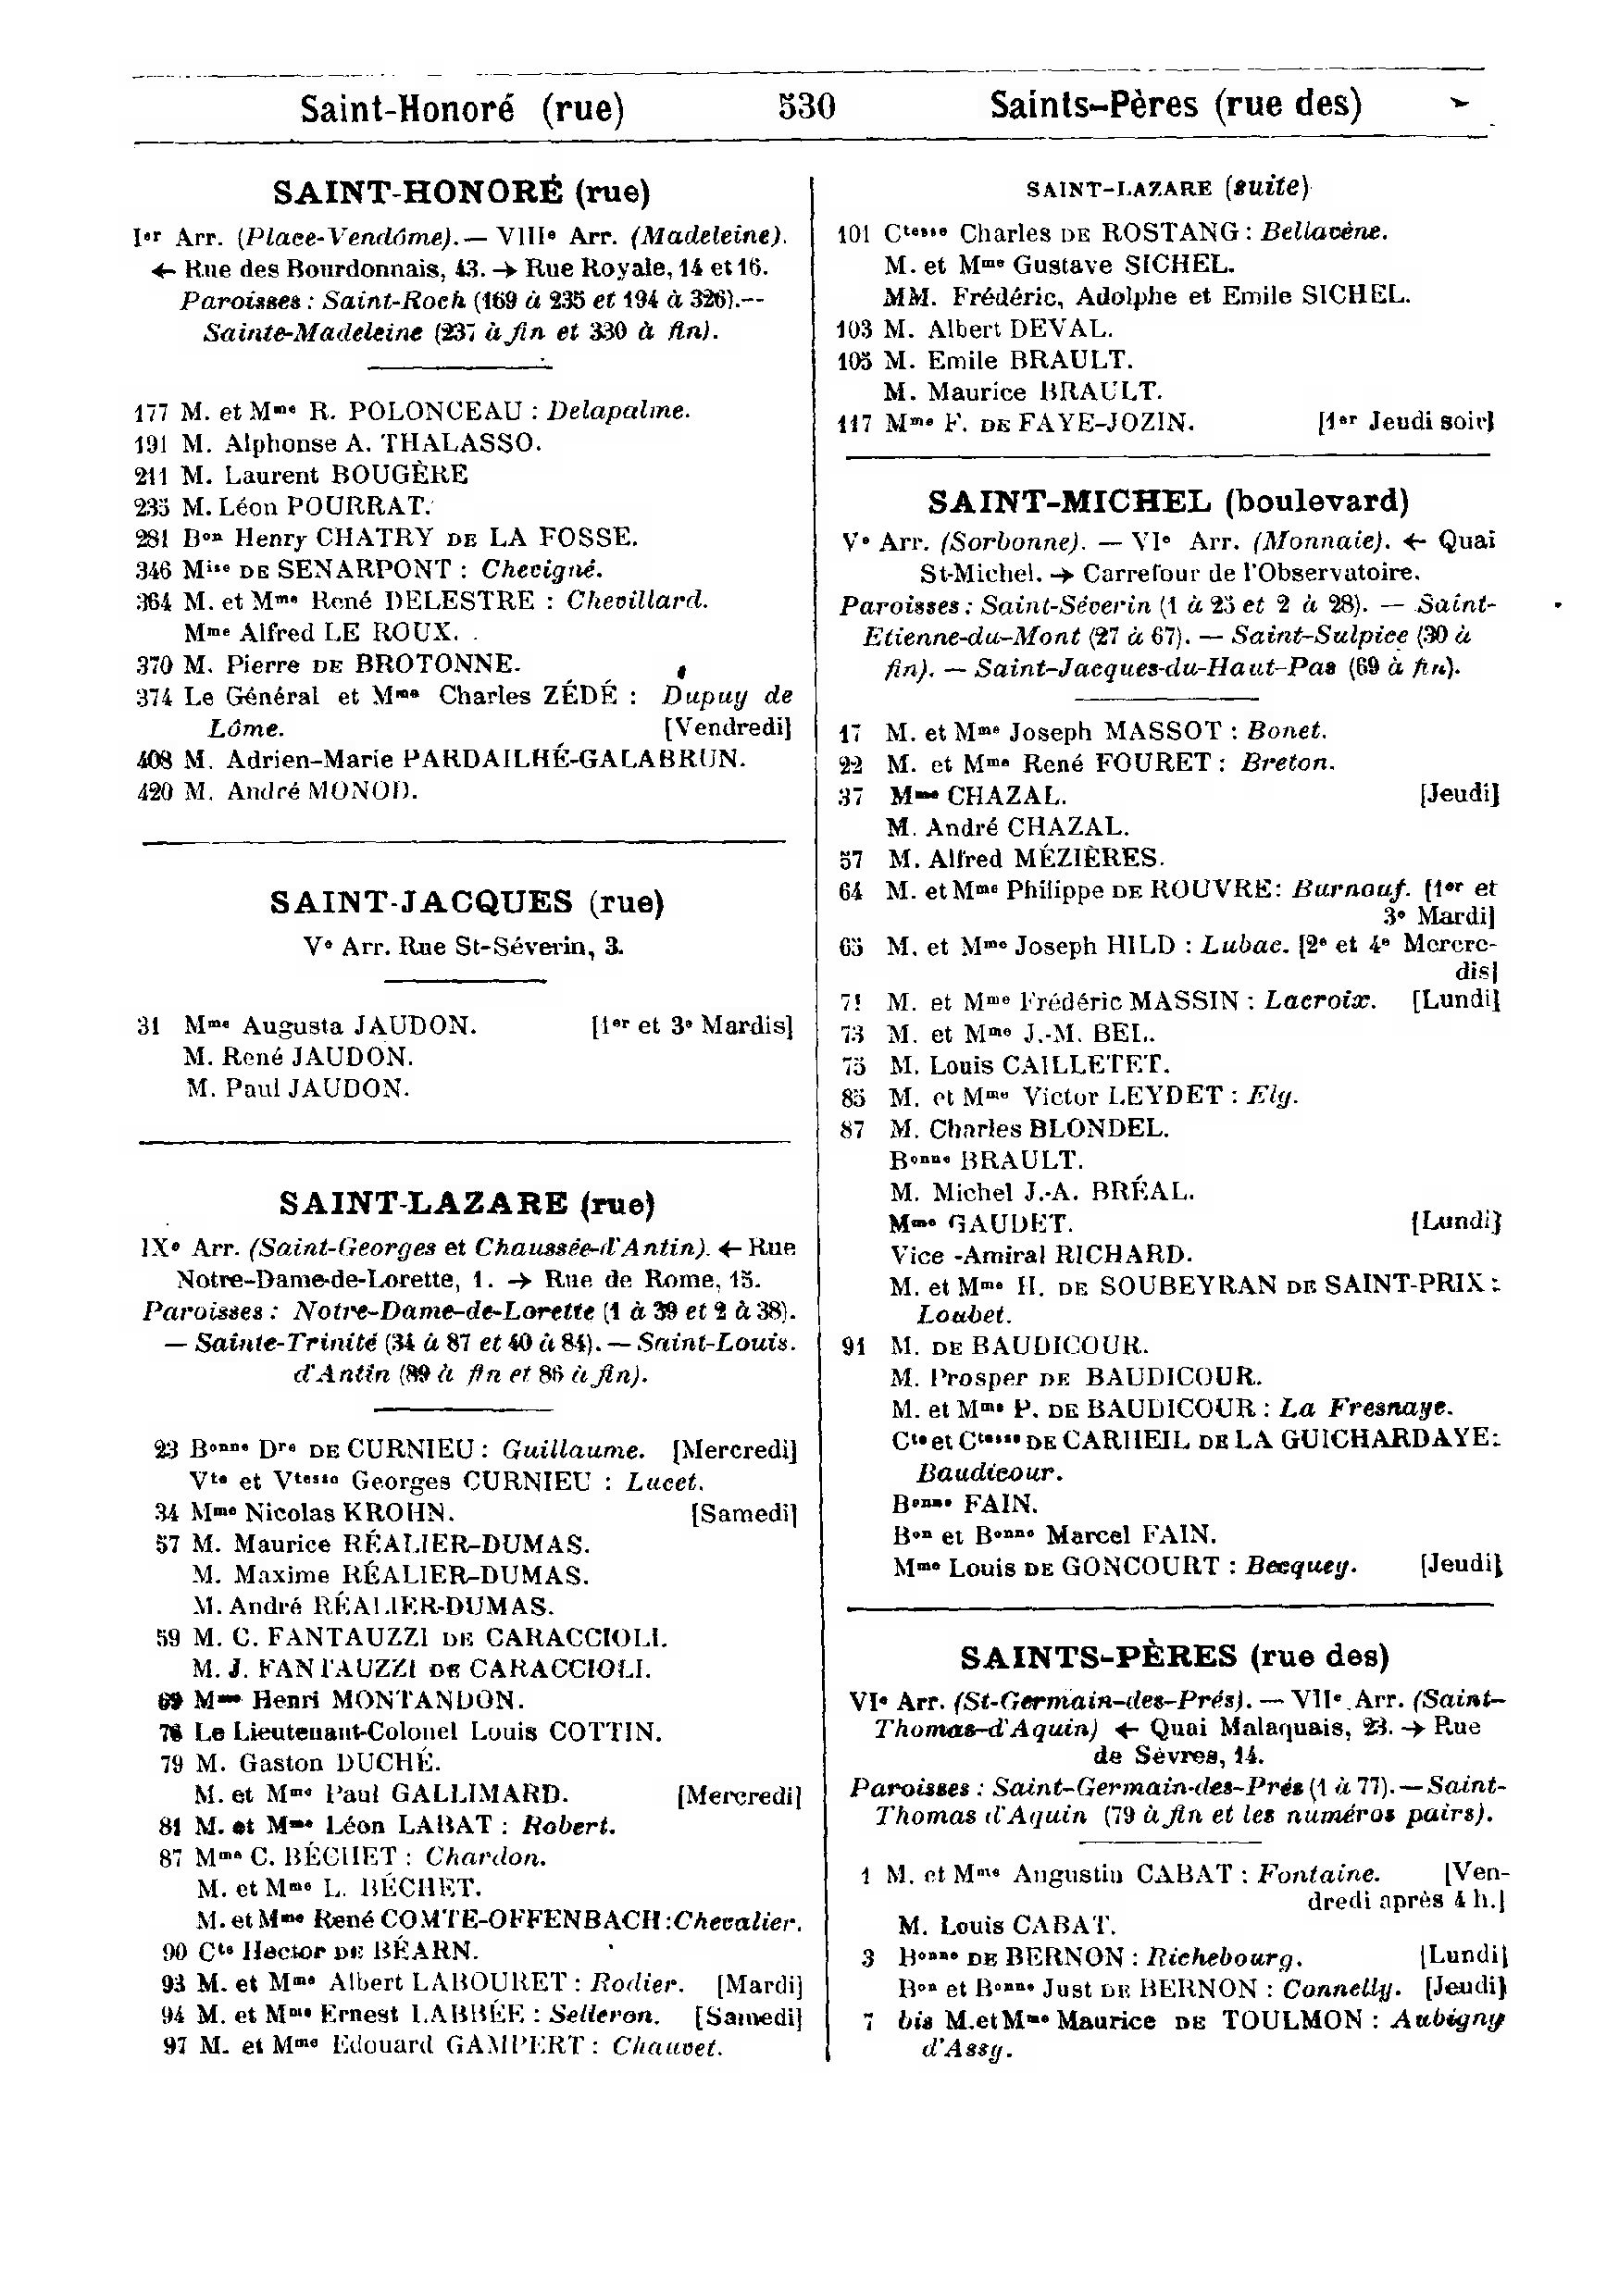 Saint-Honoré (rue) 530 Saints-Pères (rue des)
SAINT-HONORÉ (rue)
Ier Arr. (Place-Vendôme). — VIIIe Arr. (Madeleine).
← Rue des Bourdonnais, 43. → Rue Royale, 14 et 16.
Paroisses : Saint-Roch (169 à 235 et 194 à 326). —
Sainte-Madeleine (237 à fin et 330 à fin).
177 M. et Mme R. POLONCEAU : Delapalme.
191 M. Alphonse A. THALASSO.
211 M. Laurent BOUGÈRE
235 M. Léon POURRAT.
281 Bon Henry CHATRY DE LA FOSSE.
346 Mise DE SENARPONT : Chevigné.
364 M. et Mme René DELESTRE : Chevillard.
Mme Alfred LE ROUX.
370 M. Pierre DE BROTONNE.
374 Le Général et Mme Charles ZÉDÉ : Dupuy de
Lôme. [Vendredi]
408 M. Adrien-Marie PARDAILHÉ-GALABRUN.
420 M. André MONOD.
SAINT-JACQUES (rue)
Ve Arr. Rue St-Séverin, 3.
31 Mme Augusta JAUDON. [1er et 3e Mardis]
M. René JAUDON.
M. Paul JAUDON.
SAINT-LAZARE (rue)
IXe Arr. (Saint-Georges et Chaussée-d'Antin). ← Rue
Notre-Dame-de-Lorette, 1. → Rue de Rome, 15.
Paroisses : Notre-Dame-de-Lorette (1 à 39 et 2 à 38).
— Sainte-Trinité (34 à 87 et 40 à 84). — Saint-Louis.
d'Antin (89 à fin et 86 à fin).
23 Bonne Dre DE CURNIEU : Guillaume. [Mercredi]
Vte et Vtesse Georges CURNIEU : Lucet.
34 Mme Nicolas KROHN. [Samedi]
57 M. Maurice RÉALIER-DUMAS.
M. Maxime RÉALIER-DUMAS.
M. André RÉALIER-DUMAS.
59 M. C. FANTAUZZI DE CARACCIOLI.
M. J. FANTAUZZI DE CARACCIOLI.
69 Mme Henri MONTANDON.
Le Lieutenant-Colonel Louis COTTIN.
79 M. Gaston DUCHÉ.
M. et Mme Paul GALLIMARD. [Mercredi]
81 M. et Mme Léon LABAT : Robert.
87 Mme C. BÉCHET : Chardon.
M. et Mme L. BÉCHET.
M. et Mme René COMTE-OFFENBACH : Chevalier.
90 Cte Hector DE BÉARN.
93 M. et Mme Albert LABOURET : Rodier. [Mardi]
94 M. et Mme Ernest LABBÉE : Selleron. [Samedi]
97 M. et Mme Edouard GAMPERT : Chauvet.
SAINT-LAZARE (suite)
101 Ctesse Charles DE ROSTANG : Bellavène.
M. et Mme Gustave SICHEL.
MM. Frédéric, Adolphe et Emile SICHEL.
103 M. Albert DEVAL.
105 M. Emile BRAULT.
M. Maurice BRAULT.
117 Mme F. DE FAYE-JOZIN. [1er Jeudi soir]
SAINT-MICHEL (boulevard)
Ve Arr. (Sorbonne). — VIe Arr. (Monnaie). ← Quai
St-Michel. → Carrefour de l'Observatoire.
Paroisses : Saint-Séverin (1 à 25 et 2 à 28). — Saint-
Etienne-du-Mont (27 à 67). — Saint-Sulpice (30 à
fin). — Saint-Jacques-du-Haut-Pas (69 à fin).
17 M. et Mme Joseph MASSOT : Bonet.
22 M. et Mme René FOURET : Breton.
37 Mme CHAZAL. [Jeudi]
M. André CHAZAL.
57 M. Alfred MÉZIÈRES.
64 M. et Mme Philippe DE ROUVRE : Burnouf. [1er et
3e Mardi]
65 M. et Mme Joseph HILD : Lubac. [2e et 4e Mercre-
dis]
71 M. et Mme Frédéric MASSIN : Lacroix. [Lundi]
73 M. et Mme J.-M. BEL.
75 M. Louis CAILLETET.
85 M. et Mme Victor LEYDET : Elg.
87 M. Charles BLONDEL.
Bonne BRAULT.
M. Michel J.-A. BRÉAL.
Mme GAUDET. [Lundi]
Vice -Amiral RICHARD.
M. et Mme H. DE SOUBEYRAN DE SAINT-PRIX :
Loubet.
91 M. DE BAUDICOUR.
M. Prosper DE BAUDICOUR.
M. et Mme P. DE BAUDICOUR : La Fresnaye.
Cte et Ctesse DE CARHEIL DE LA GUICHARDAYE :
Baudicour.
Bonne FAIN.
Bon et Bonne Marcel FAIN.
Mme Louis DE GONCOURT : Becquey. [Jeudi]
SAINTS-PÈRES (rue des)
VIe Arr. (St-Germain-des-Prés). — VIIe Arr. (Saint-
Thomas-d'Aquin) ← Quai Malaquais, 23. → Rue
de Sèvres, 14.
Paroisses : Saint-Germain-des-Prés (1 à 77). — Saint-
Thomas d'Aquin (79 à fin et les numéros pairs).
1 M. et Mme Augustin CABAT : Fontaine. [Ven-
dredi après 4 h.]
M. Louis CABAT.
3 Bonne DE BERNON : Richebourg. [Lundi]
Bon et Bonne Just DE BERNON : Connelly. [Jeudi]
7 bis M. et Mme Maurice DE TOULMON : Aubigny
d'Assy.